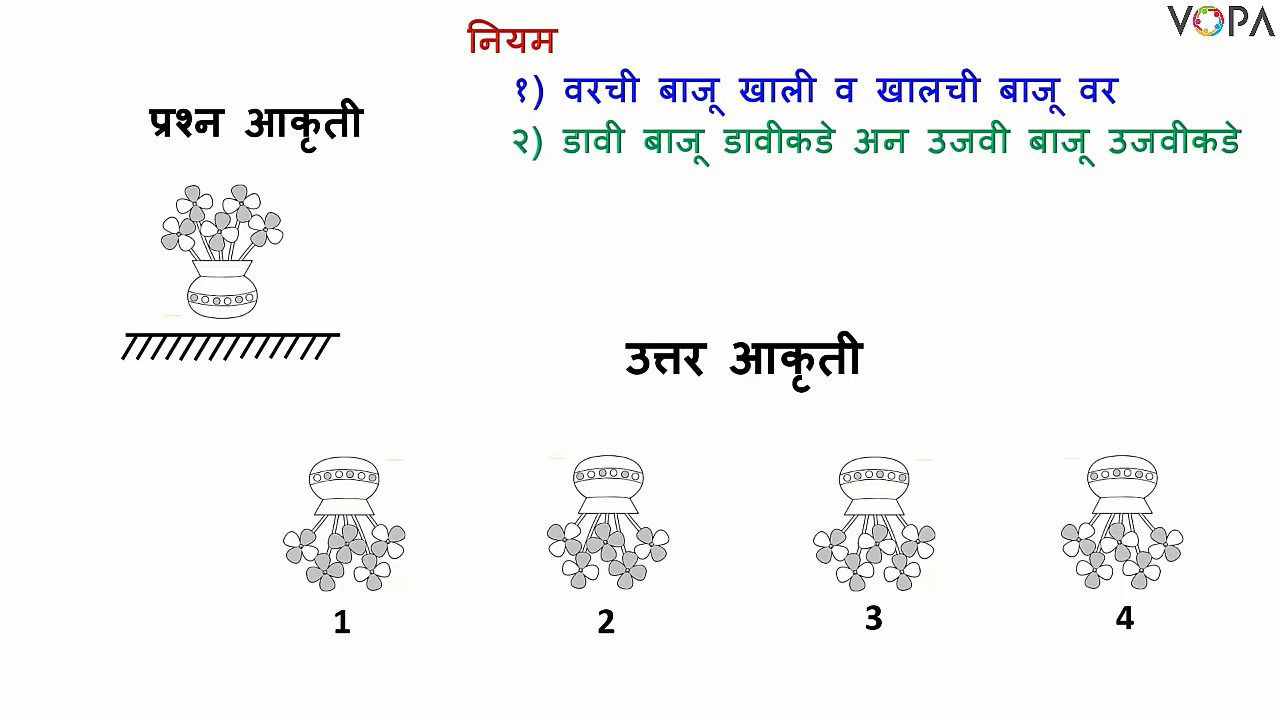 VOPA
नियम
१) वरची बाजू खाली व खालची बाजू वर
प्रश्न आकृती
२) डावी बाजू डावीकडे अन उजवी बाजू उजवीकडे
उत्तर आकृती
1 2 3 4